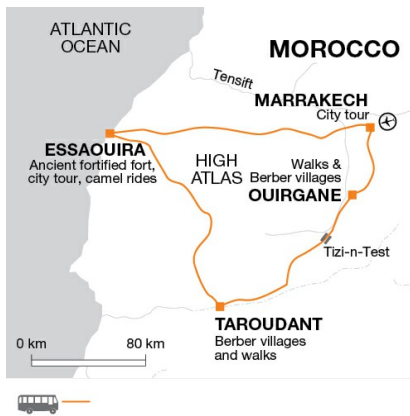 ATLANTIC
OCEAN
MOROCCO
Tensift
MARRAKECH
City tour
ESSAOUIRA
Ancient fortified fort,
city tour, camel rides
HIGH
ATLAS
Walks &
Berber villages
OUIRGANE
Tizi-n-Test
TAROUDANT
Berber villages
and walks
0 km 80 km